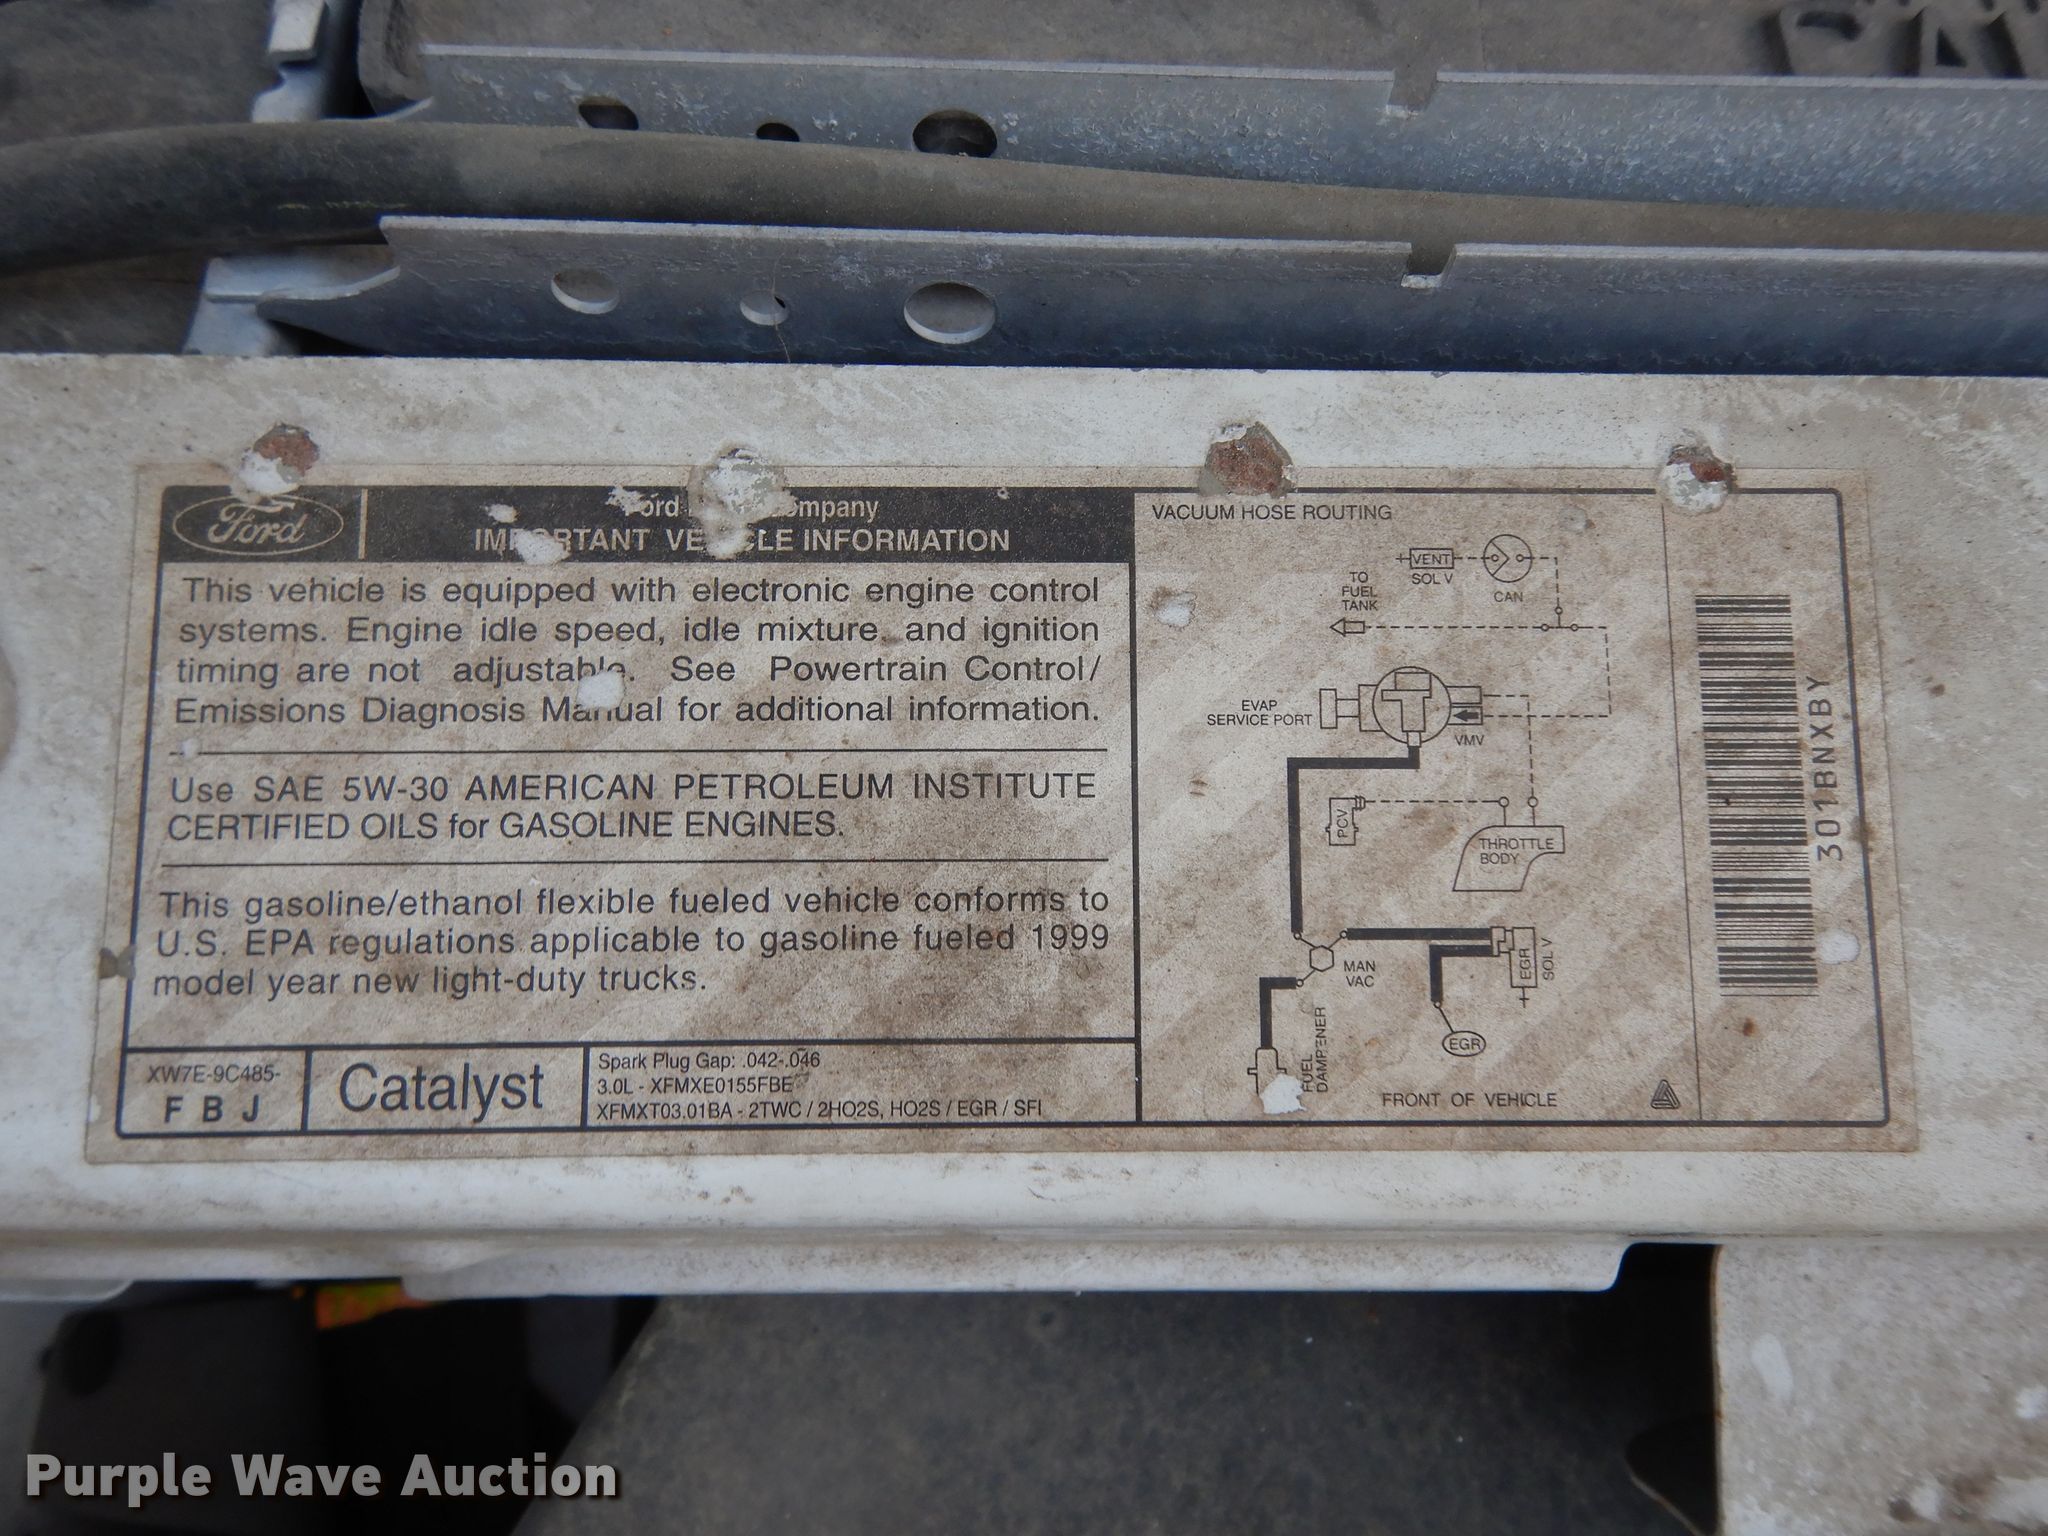 Ford
Ford Company
IMPORTANT VEHICLE INFORMATION
This vehicle is equipped with electronic engine control
systems. Engine idle speed, idle mixture, and ignition
timing are not adjustable. See Powertrain Control/
Emissions Diagnosis Manual for additional information.
Use SAE 5W-30 AMERICAN PETROLEUM INSTITUTE
CERTIFIED OILS for GASOLINE ENGINES.
This gasoline/ethanol flexible fueled vehicle conforms to
U.S. EPA regulations applicable to gasoline fueled 1999
model year new light-duty trucks.
XW7E-9C485-
F B J
Catalyst
Spark Plug Gap: .042-.046
3.0L - XFMXE0155FBE
XFMXT03.01BA - 2TWC / 2HO2S, HO2S / EGR / SFI
VACUUM HOSE ROUTING
VENT
SOL V
CAN
TO
FUEL
TANK
EVAP
SERVICE PORT
VMV
PCV
THROTTLE
BODY
MAN
VAC
EGR
SOL V
EGR
FUEL
DAMPENER
FRONT OF VEHICLE
301BNXBY
Purple Wave Auction